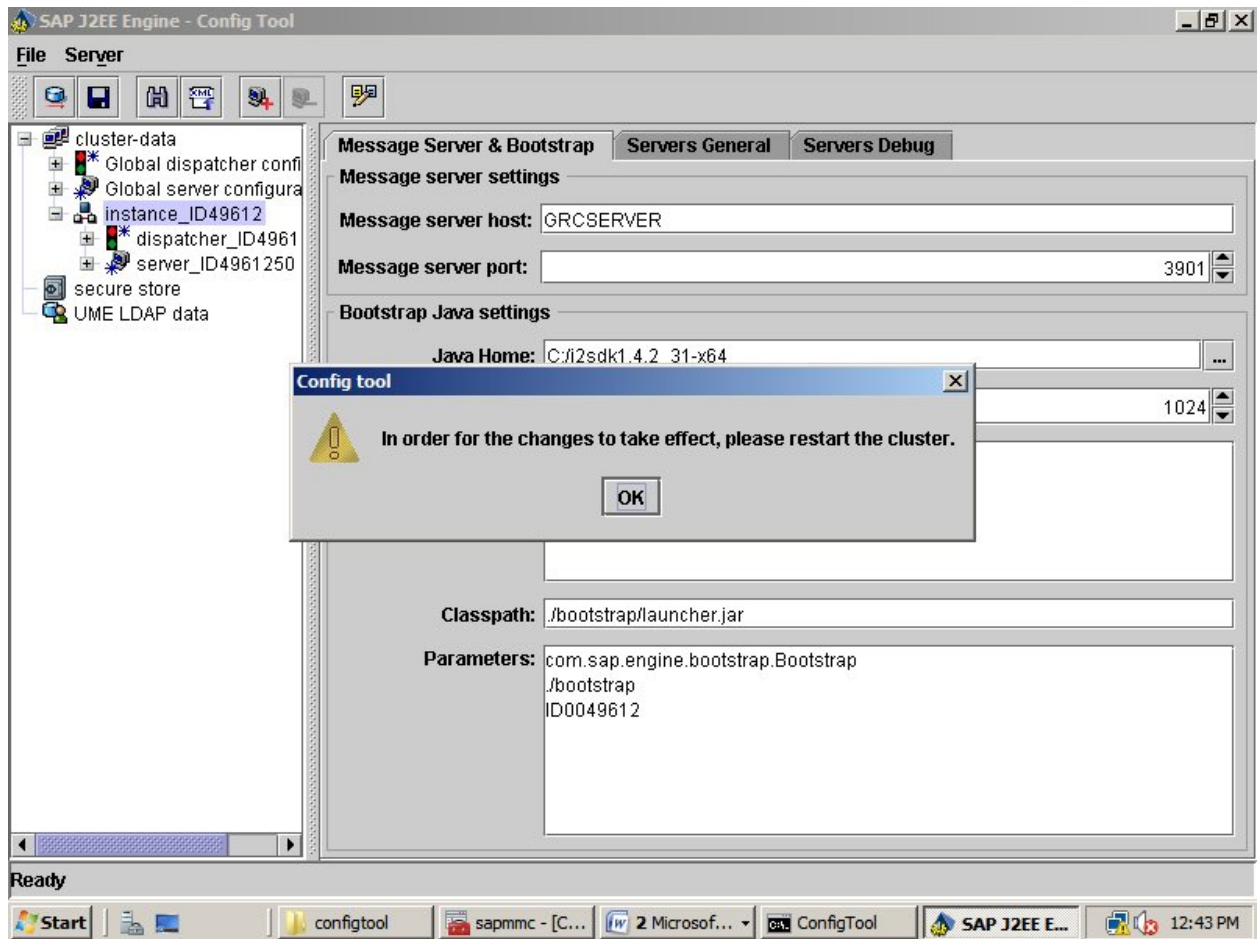 SAP J2EE Engine - Config Tool
File Server
XML
cluster-data
Global dispatcher confi
Global server configura
instance_ID49612
dispatcher_ID4961
server_ID4961250
secure store
UME LDAP data
Message Server & Bootstrap Servers General Servers Debug
Message server settings
Message server host: GRCSERVER
Message server port: 3901
Bootstrap Java settings
Java Home: C:/j2sdk1.4.2_31-x64
1024
Config tool
In order for the changes to take effect, please restart the cluster.
OK
Classpath: ./bootstrap/launcher.jar
Parameters: com.sap.engine.bootstrap.Bootstrap
./bootstrap
ID0049612
Ready
Start configtool sapmmc - [C... 2 Microsof... ConfigTool SAP J2EE E... 12:43 PM